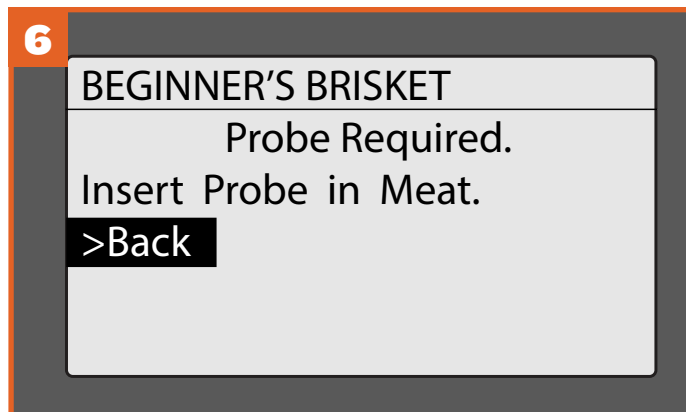 6
BEGINNER’S BRISKET
Probe Required.
Insert Probe in Meat.
>Back